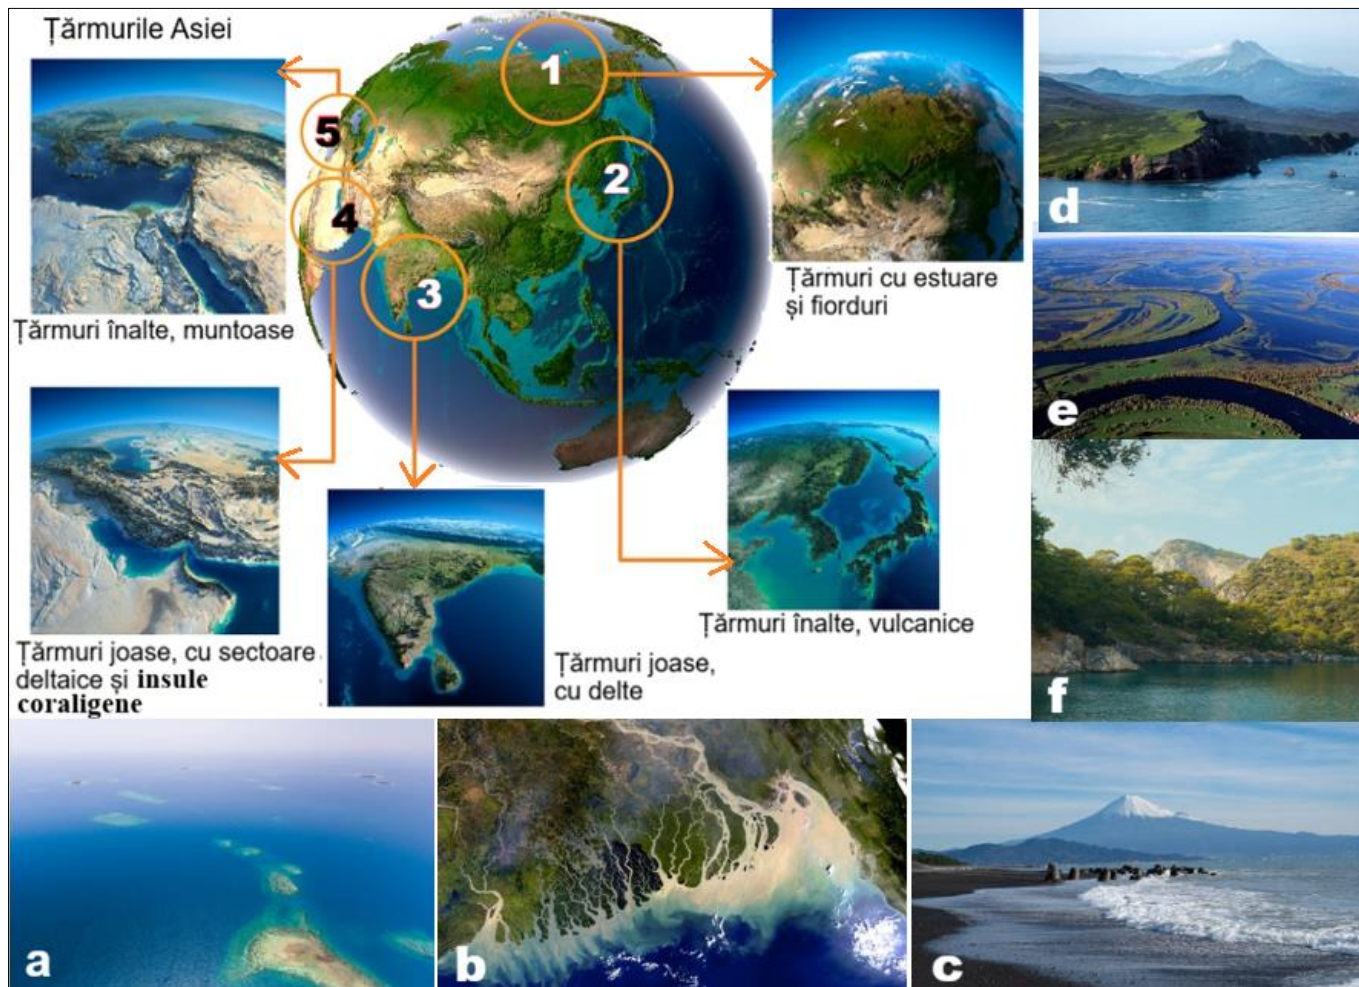 Țărmurile Asiei
1
2
3
4
5
Țărmuri înalte, muntoase
Țărmuri cu estuare
și fiorduri
Țărmuri joase, cu sectoare
deltaice și insule
coraligene
Țărmuri joase,
cu delte
Țărmuri înalte, vulcanice
d
e
f
a
b
c